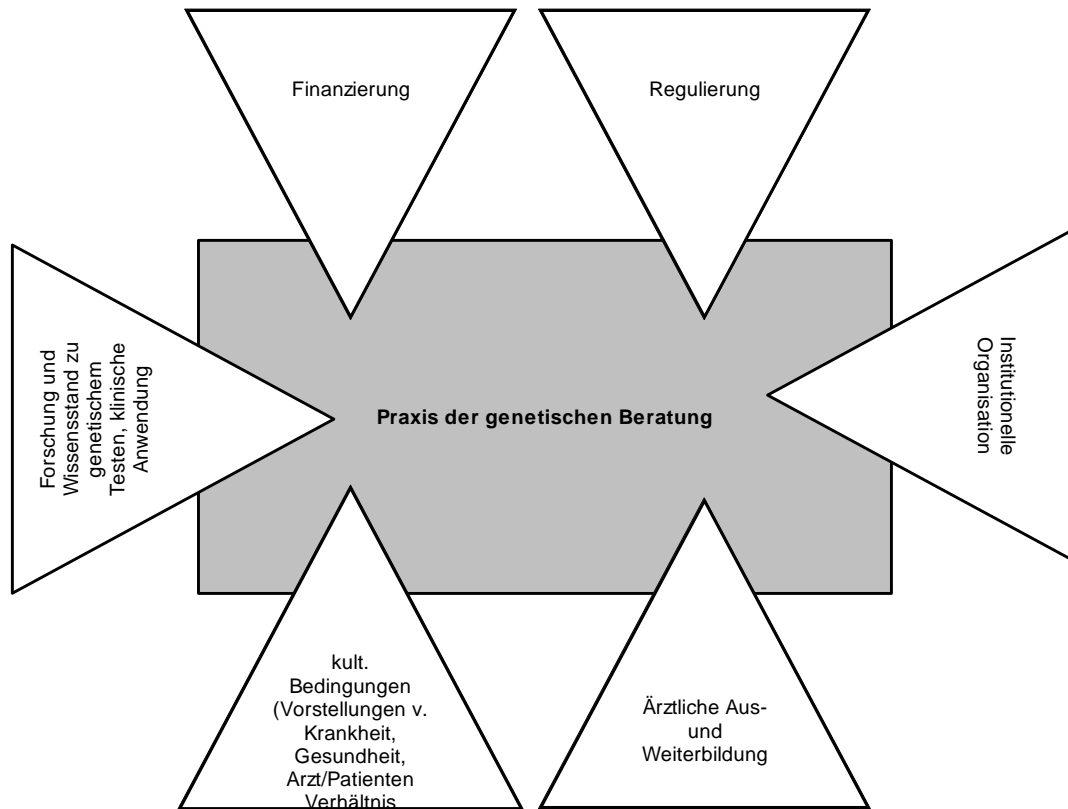 Finanzierung
Regulierung
Forschung und
Wissensstand zu
genetischem
Testen, klinische
Anwendung
Praxis der genetischen Beratung
Institutionelle
Organisation
kult.
Bedingungen
(Vorstellungen v.
Krankheit,
Gesundheit,
Arzt/Patienten
Verhältnis
Ärztliche Aus-
und
Weiterbildung